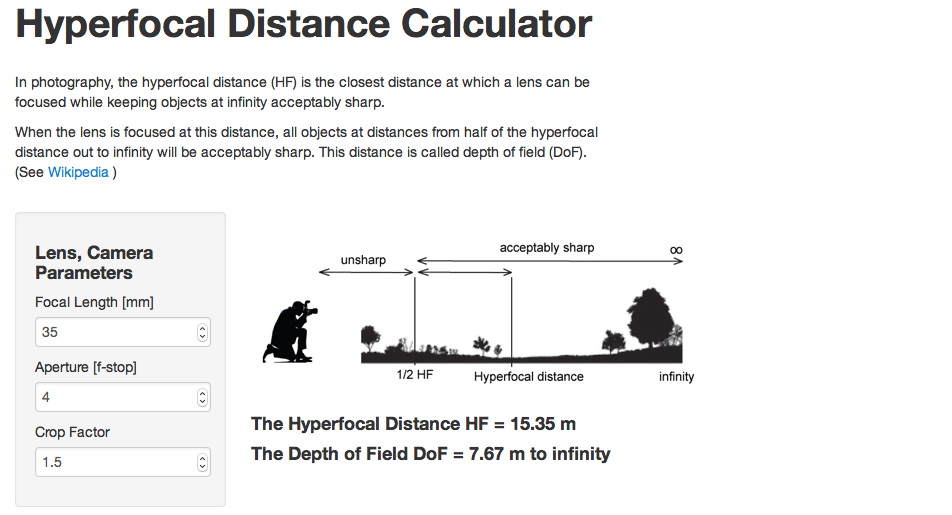 Hyperfocal Distance Calculator
In photography, the hyperfocal distance (HF) is the closest distance at which a lens can be
focused while keeping objects at infinity acceptably sharp.
When the lens is focused at this distance, all objects at distances from half of the hyperfocal
distance out to infinity will be acceptably sharp. This distance is called depth of field (DoF).
(See Wikipedia )
Lens, Camera
Parameters
Focal Length [mm]
35
Aperture [f-stop]
4
Crop Factor
1.5
unsharp
acceptably sharp
∞
1/2 HF
Hyperfocal distance
infinity
The Hyperfocal Distance HF = 15.35 m
The Depth of Field DoF = 7.67 m to infinity